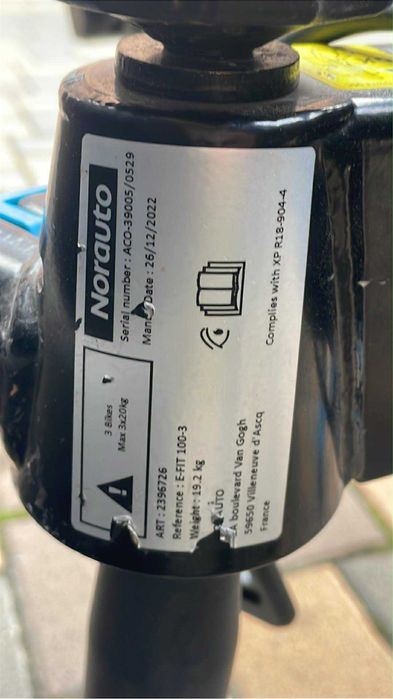 Norauto
Serial number : ACO-39005/0529
Date : 26/12/2022
Complies with XP R18-904-4
3 Bikes
Max 3x20kg
ART : 2396726
Reference : E-FIT 100-3
Weight : 19.2 kg
AUTO
boulevard Van Gogh
59650 Villeneuve d'Ascq
France